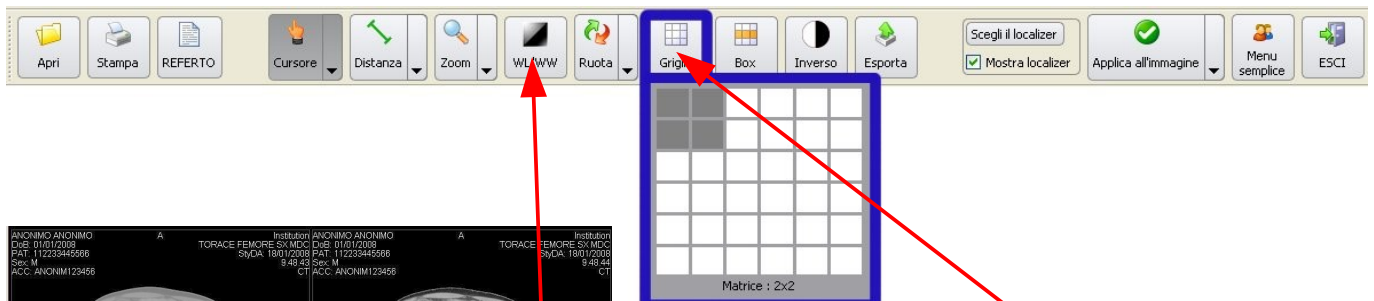 Apri
Stampa
REFERTO
Cursore
Distanza
Zoom
WL/WW
Ruota
Box
Inverso
Esporta
Scegli il localizer
Mostra localizer
Applica all'immagine
Menu
semplice
ESCI
Matrice : 2x2
ANONIMO ANONIMO
DoB: 01/01/2008
PAT: 112233445566
Sex: M
ACC: ANONIM123456
A
Institution
TORACE FEMORE SX MDC
StyDA: 18/01/2008
9.48.43
CT
ANONIMO ANONIMO
DoB: 01/01/2008
PAT: 112233445566
Sex: M
ACC: ANONIM123456
A
Institution
TORACE FEMORE SX MDC
StyDA: 18/01/2008
9.48.44
CT